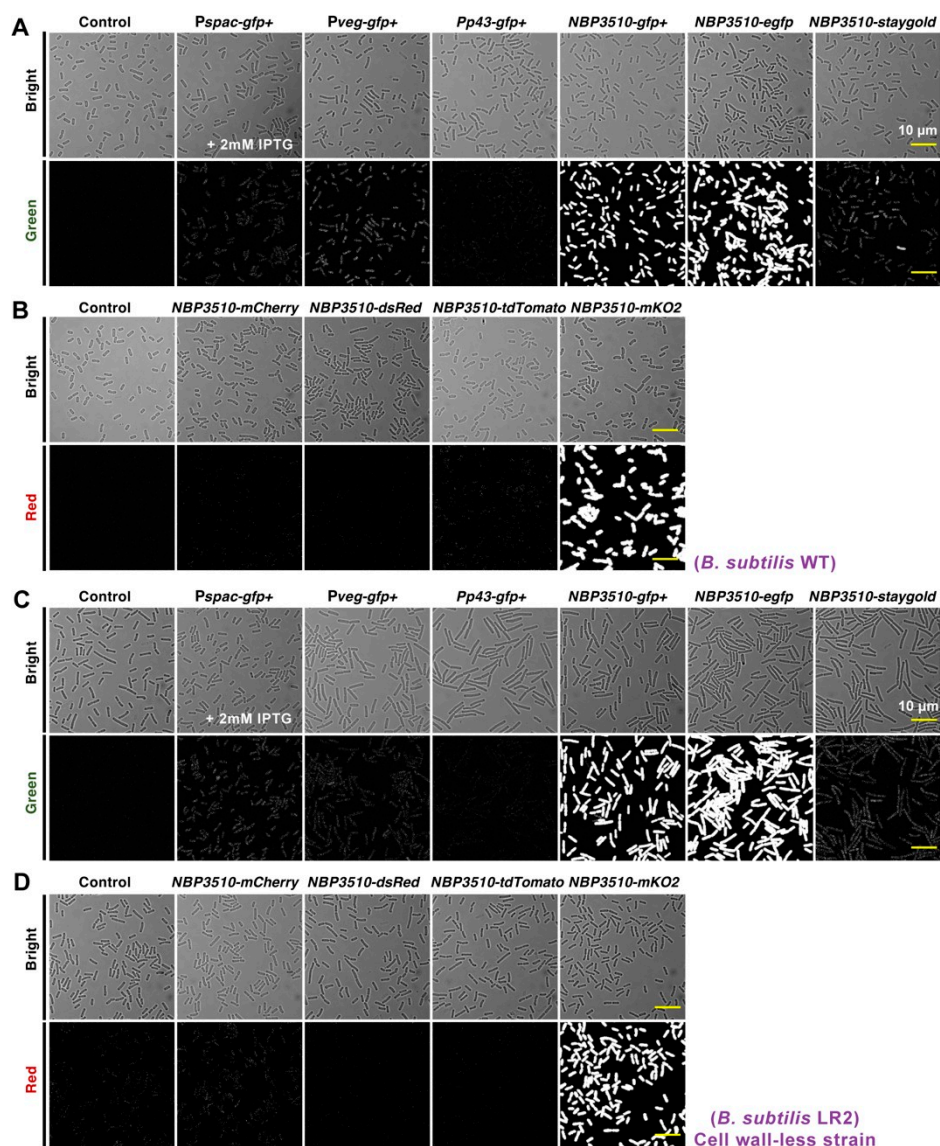 A
Control
Pspac-gfp+
Pveg-gfp+
Pp43-gfp+
NBP3510-gfp+
NBP3510-egfp
NBP3510-staygold
Bright
+ 2mM IPTG
10 µm
Green
B
Control
NBP3510-mCherry
NBP3510-dsRed
NBP3510-tdTomato
NBP3510-mKO2
Bright
Red
(B. subtilis WT)
C
Control
Pspac-gfp+
Pveg-gfp+
Pp43-gfp+
NBP3510-gfp+
NBP3510-egfp
NBP3510-staygold
Bright
+ 2mM IPTG
10 µm
Green
D
Control
NBP3510-mCherry
NBP3510-dsRed
NBP3510-tdTomato
NBP3510-mKO2
Bright
Red
(B. subtilis LR2)
Cell wall-less strain